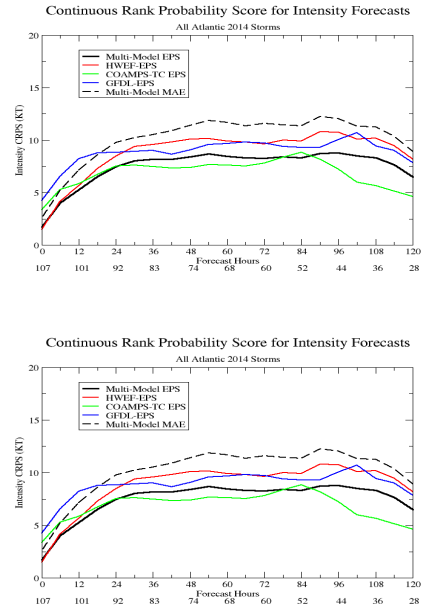 Continuous Rank Probability Score for Intensity Forecasts
All Atlantic 2014 Storms
20
15
10
5
0
Intensity CRPS (KT)
Multi-Model EPS
HWEF-EPS
COAMPS-TC EPS
GFDL-EPS
Multi-Model MAE
0 12 24 36 48 60 72 84 96 108 120
Forecast Hours
107 101 92 83 74 68 60 52 44 36 28
Continuous Rank Probability Score for Intensity Forecasts
All Atlantic 2014 Storms
20
15
10
5
0
Intensity CRPS (KT)
Multi-Model EPS
HWEF-EPS
COAMPS-TC EPS
GFDL-EPS
Multi-Model MAE
0 12 24 36 48 60 72 84 96 108 120
Forecast Hours
107 101 92 83 74 68 60 52 44 36 28